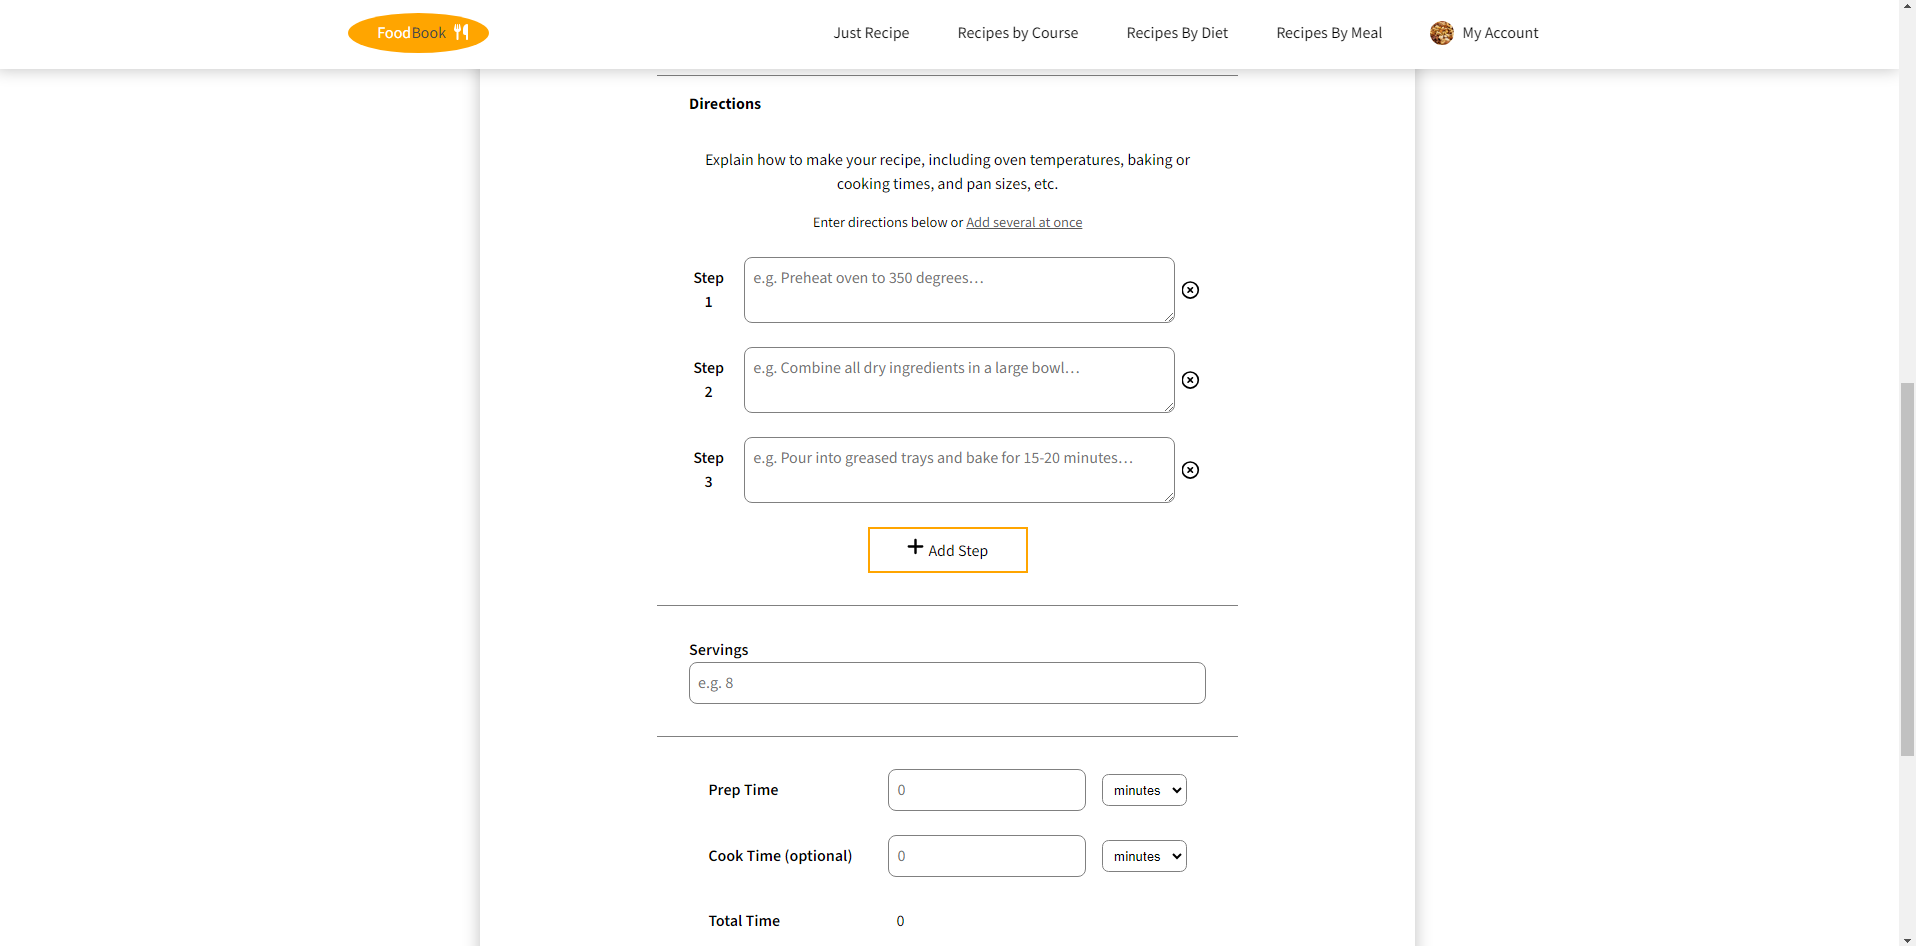 FoodBook
Just Recipe
Recipes by Course
Recipes By Diet
Recipes By Meal
My Account
Directions
Explain how to make your recipe, including oven temperatures, baking or
cooking times, and pan sizes, etc.
Enter directions below or Add several at once
Step
1
e.g. Preheat oven to 350 degrees…
Step
2
e.g. Combine all dry ingredients in a large bowl…
Step
3
e.g. Pour into greased trays and bake for 15-20 minutes…
Add Step
Servings
e.g. 8
Prep Time
0
minutes
Cook Time (optional)
0
minutes
Total Time
0